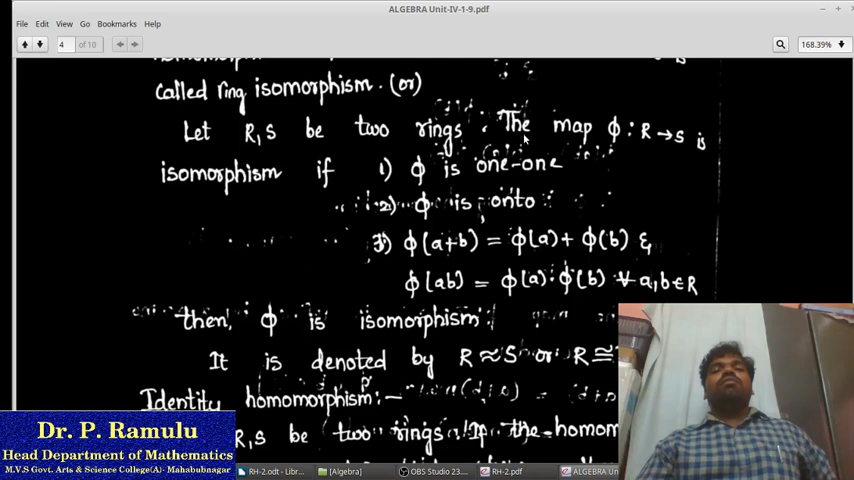 ALGEBRA Unit-IV-1-9.pdf
File Edit View Go Bookmarks Help
4 of 10
168.39%
called ring isomorphism. (or)
Let R, S be two rings. The map ϕ : R → S is
isomorphism if 1) ϕ is one-one
2) ϕ is onto
3) ϕ(a+b) = ϕ(a) + ϕ(b) &
ϕ(ab) = ϕ(a) · ϕ(b) ∀ a, b ∈ R
then, ϕ is isomorphism.
It is denoted by R ≈ S or R ≅
Identity homomorphism :-
R, S be two rings. If the homom
Dr. P. Ramulu
Head Department of Mathematics
M.V.S Govt. Arts & Science College(A)- Mahabubnagar
RH-2.odt - Libr... [Algebra] OBS Studio 23.... RH-2.pdf ALGEBRA Unit-IV-1-9